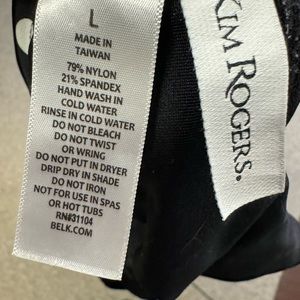 L
MADE IN
TAIWAN
79% NYLON
21% SPANDEX
HAND WASH IN
COLD WATER
RINSE IN COLD WATER
DO NOT BLEACH
DO NOT TWIST
OR WRING
DO NOT PUT IN DRYER
DRIP DRY IN SHADE
DO NOT IRON
NOT FOR USE IN SPAS
OR HOT TUBS
RN#31104
BELK.COM
KIM ROGERS.